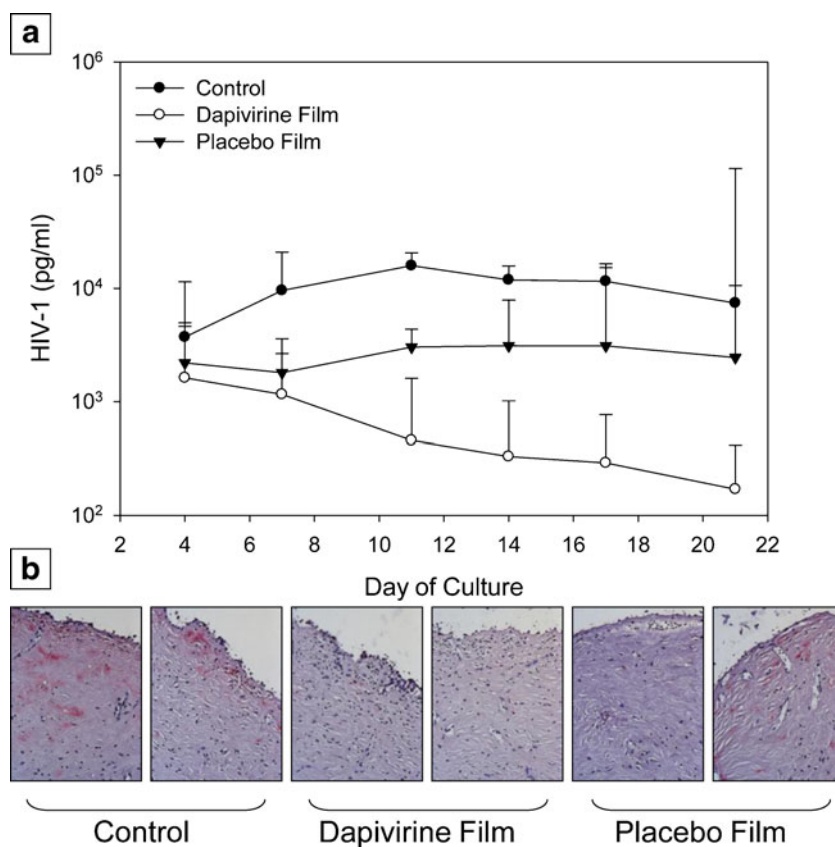 a
10⁶
Control
Dapivirine Film
Placebo Film
10⁵
10⁴
10³
10²
HIV-1 (pg/ml)
2 4 6 8 10 12 14 16 18 20 22
Day of Culture
b
Control Dapivirine Film Placebo Film